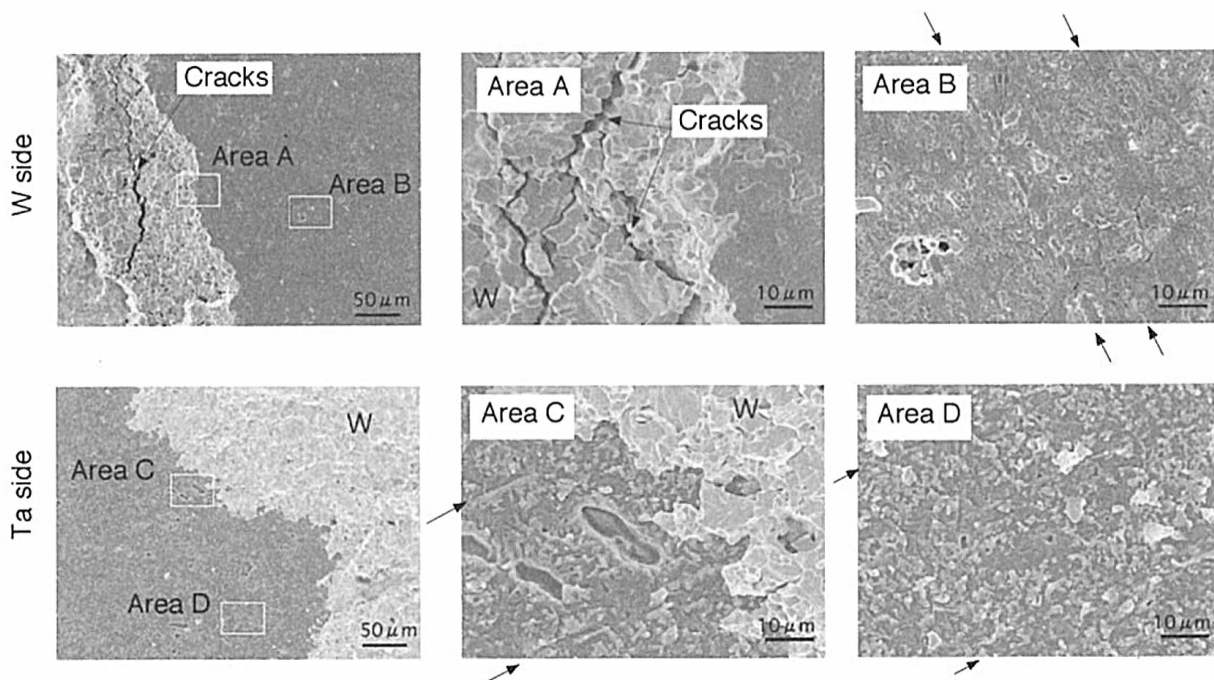 W side
Cracks
Area A
Area B
50 μm
Area A
Cracks
W
10 μm
Area B
10 μm
Ta side
W
Area C
Area D
50 μm
Area C
W
10 μm
Area D
10 μm